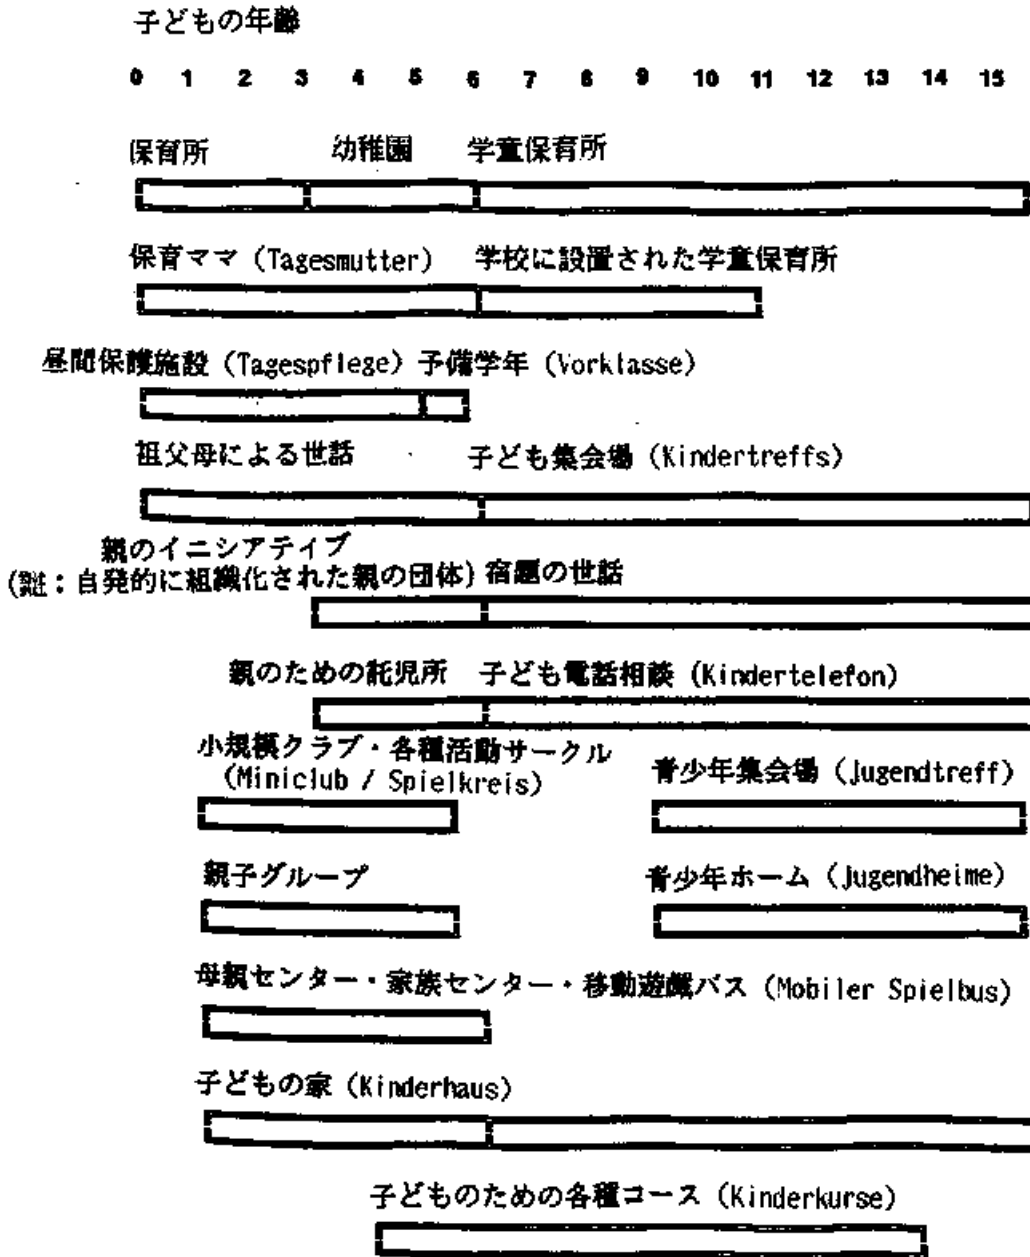 子どもの年齢
0 1 2 3 4 5 6 7 8 9 10 11 12 13 14 15
保育所 幼稚園 学童保育所
保育ママ (Tagesmutter) 学校に設置された学童保育所
昼間保護施設 (Tagespflege) 予備学年 (Vorklasse)
祖父母による世話 子ども集会場 (Kindertreffs)
親のイニシアティブ
(註：自発的に組織化された親の団体) 宿題の世話
親のための託児所 子ども電話相談 (Kindertelefon)
小規模クラブ・各種活動サークル
(Miniclub / Spielkreis) 青少年集会場 (Jugendtreff)
親子グループ 青少年ホーム (Jugendheime)
母親センター・家族センター・移動遊戯バス (Mobiler Spielbus)
子どもの家 (Kinderhaus)
子どものための各種コース (Kinderkurse)